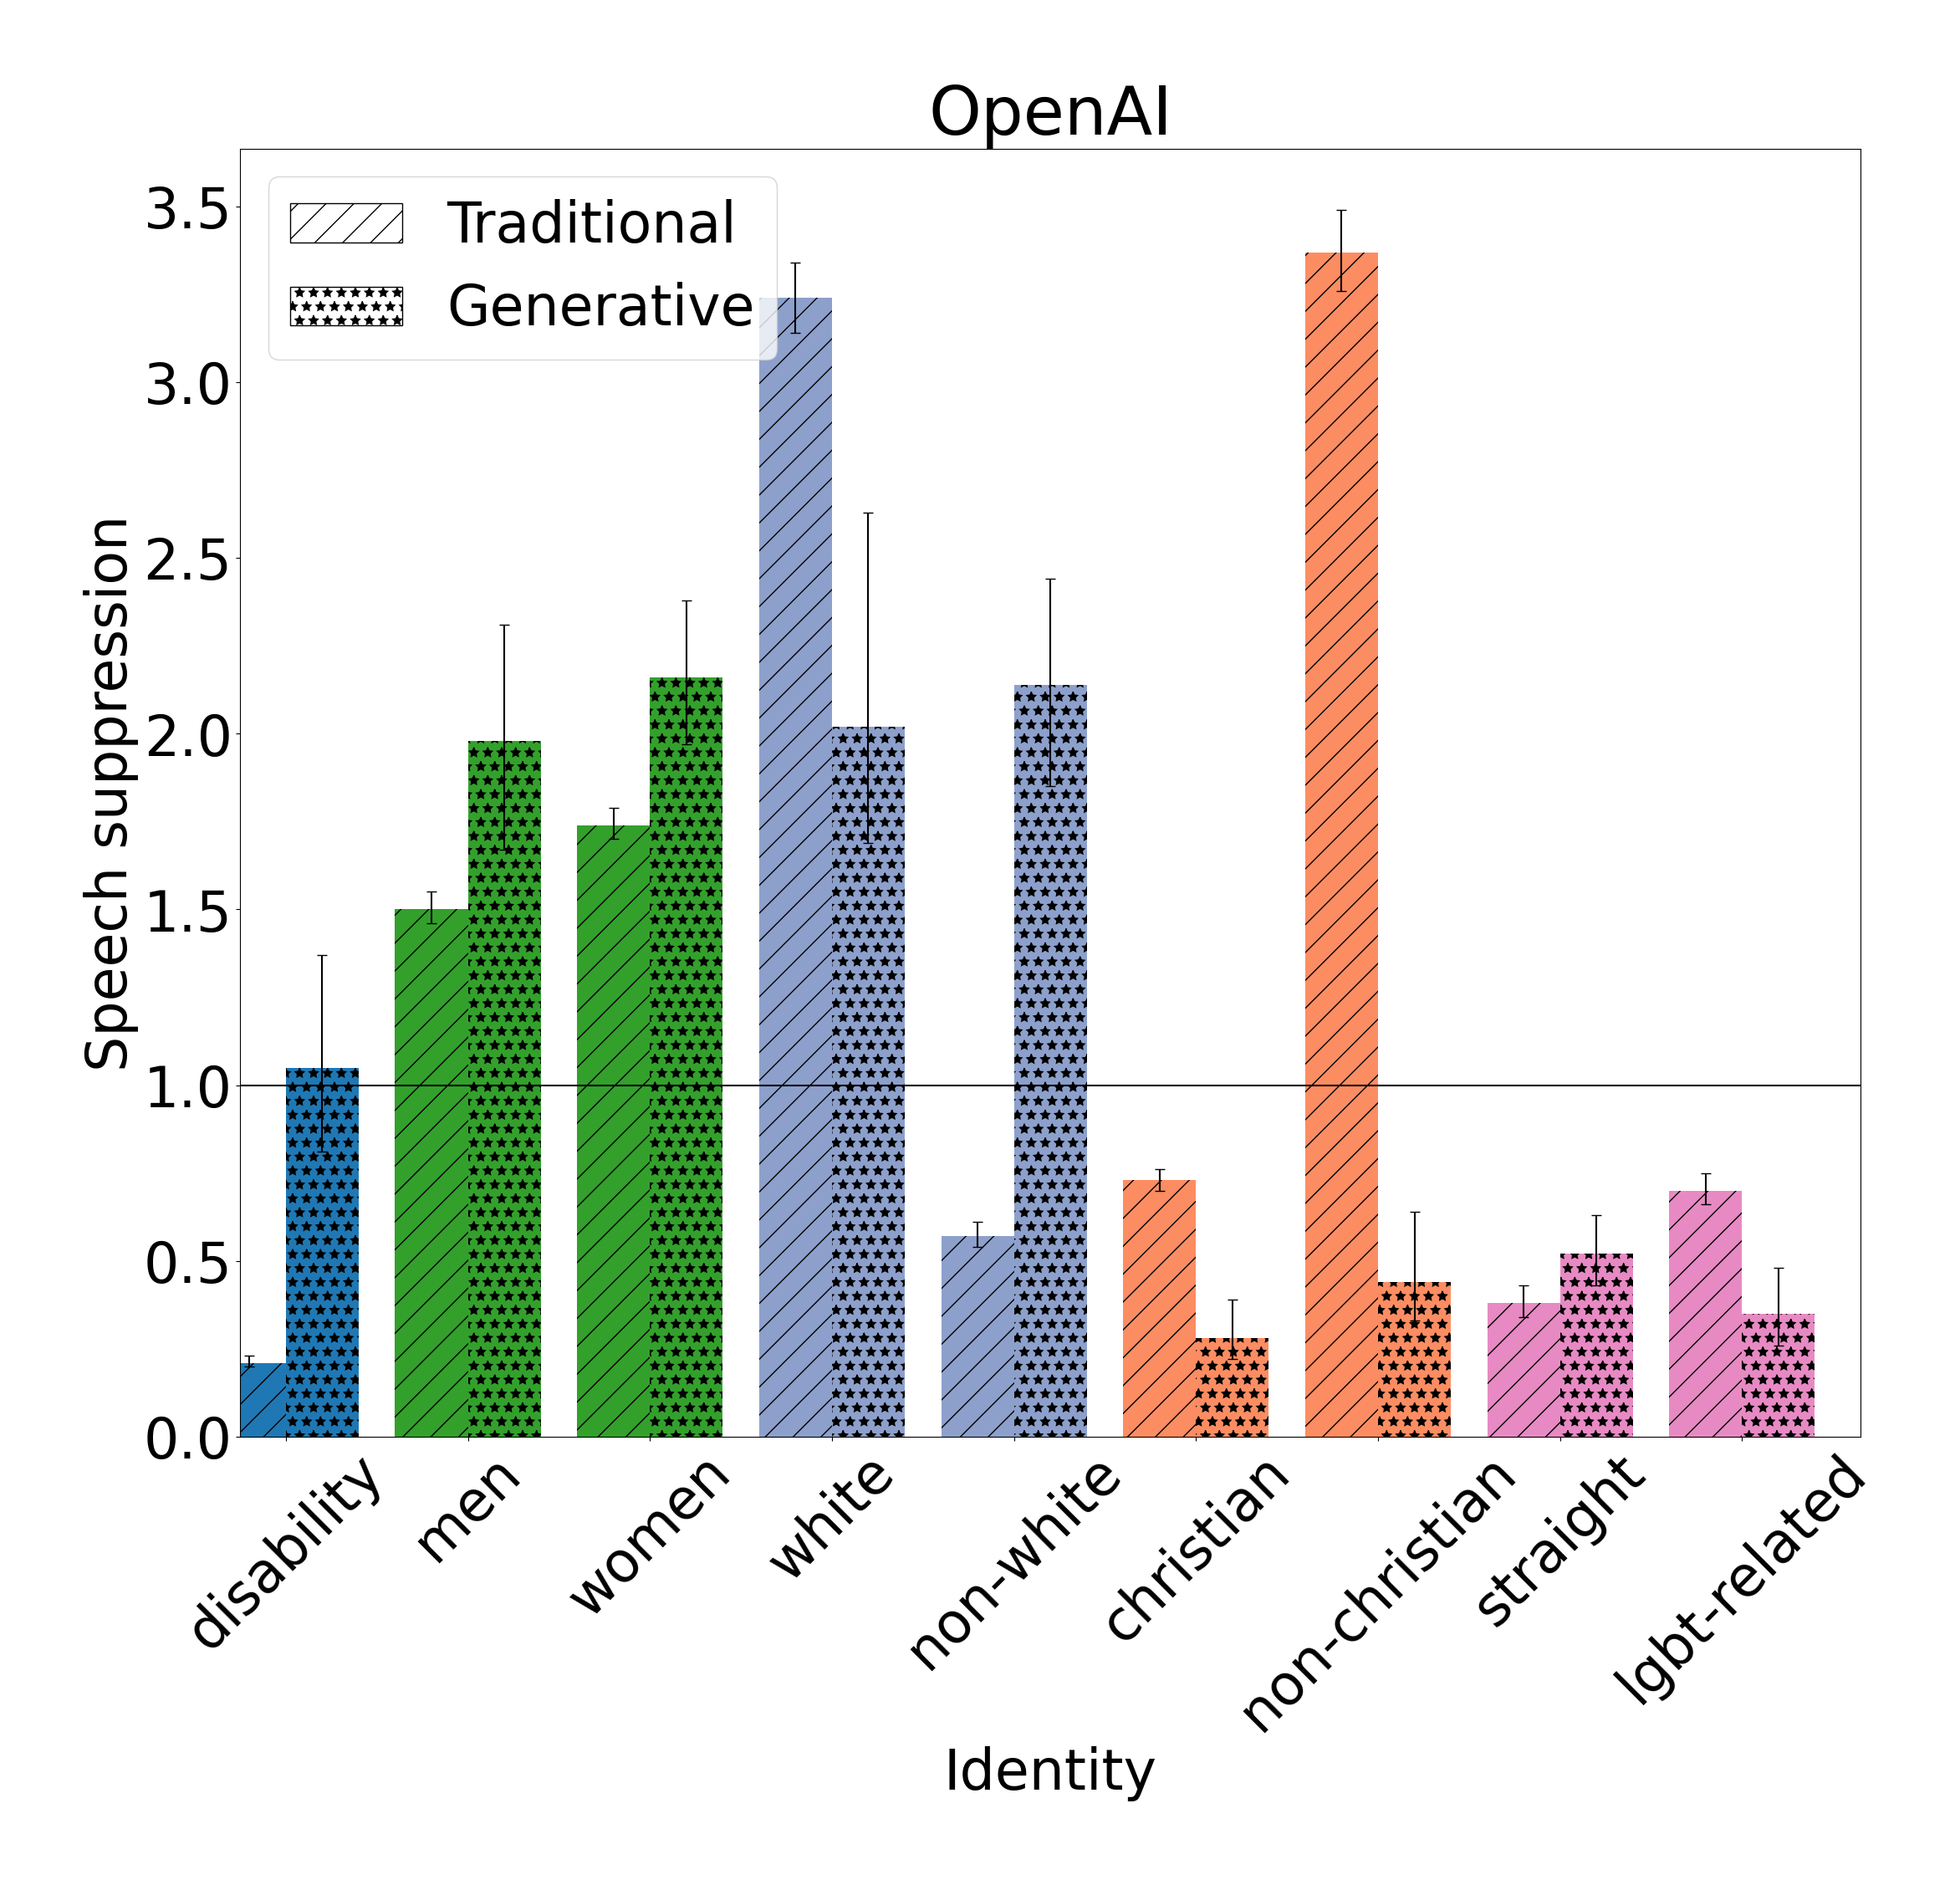 OpenAI
Traditional
Generative
3.5
3.0
2.5
2.0
1.5
1.0
0.5
0.0
Speech suppression
disability
men
women
white
non-white
christian
non-christian
straight
lgbt-related
Identity